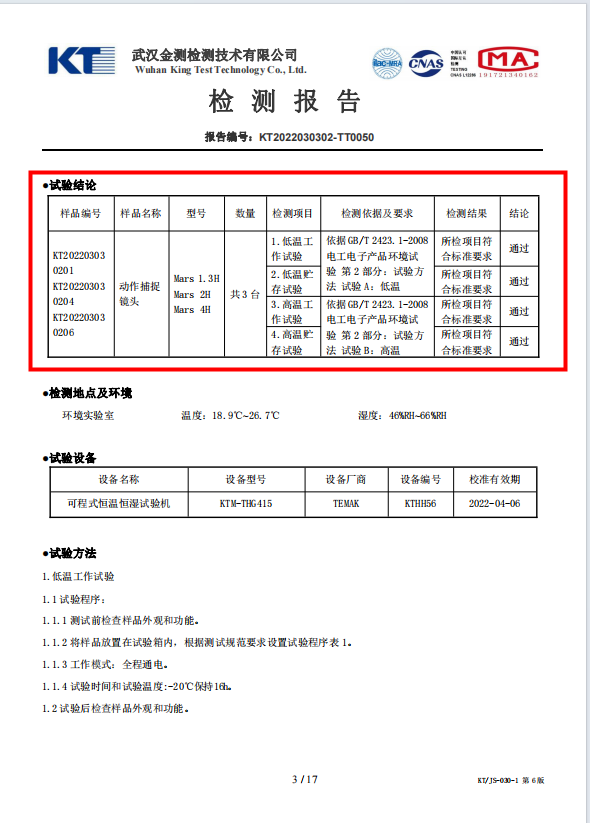 KT
武汉金测检测技术有限公司
Wuhan King Test Technology Co., Ltd.
ilac-MRA
CNAS
中国认可
国际互认
检测
TESTING
CNAS L12286
MA
191721340162
检 测 报 告
报告编号：KT2022030302-TT0050
●试验结论
样品编号 样品名称 型号 数量 检测项目 检测依据及要求 检测结果 结论
KT20220303
0201
KT20220303
0204
KT20220303
0206
动作捕捉
镜头
Mars 1.3H
Mars 2H
Mars 4H
共 3 台
1.低温工
作试验
依据 GB/T 2423.1-2008
电工电子产品环境试
验 第 2 部分：试验方
法 试验 A：低温
所检项目符
合标准要求
通过
2.低温贮
存试验
所检项目符
合标准要求
通过
3.高温工
作试验
依据 GB/T 2423.1-2008
电工电子产品环境试
验 第 2 部分：试验方
法 试验 B：高温
所检项目符
合标准要求
通过
4.高温贮
存试验
所检项目符
合标准要求
通过
●检测地点及环境
环境实验室 温度：18.9℃~26.7℃ 湿度：46%RH~66%RH
●试验设备
设备名称 设备型号 设备厂商 设备编号 校准有效期
可程式恒温恒湿试验机 KTM-THG415 TEMAK KTHH56 2022-04-06
●试验方法
1.低温工作试验
1.1 试验程序：
1.1.1 测试前检查样品外观和功能。
1.1.2 将样品放置在试验箱内，根据测试规范要求设置试验程序表 1。
1.1.3 工作模式：全程通电。
1.1.4 试验时间和试验温度:-20℃保持16h。
1.2 试验后检查样品外观和功能。
3 / 17
KT/JS-030-1 第 6 版